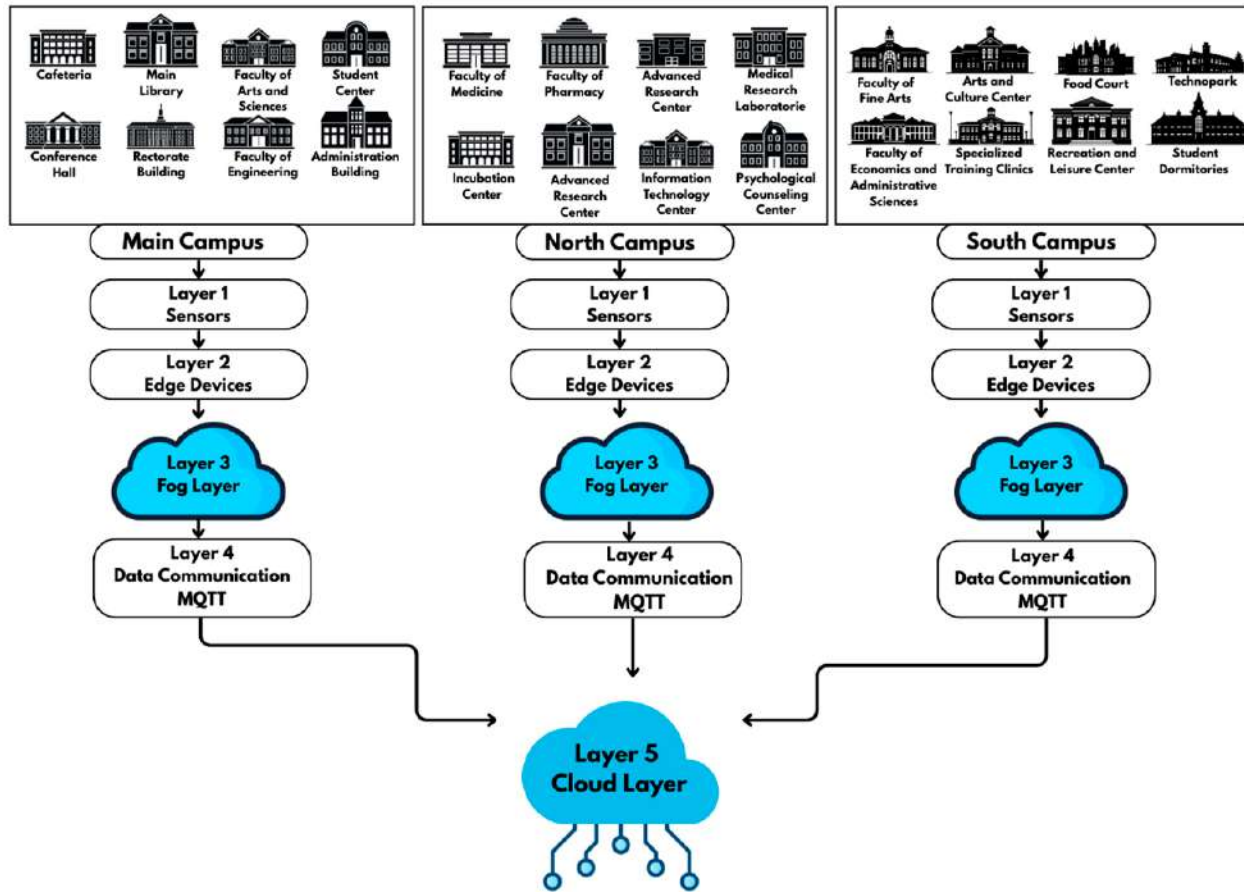 Cafeteria
Main
Library
Faculty of
Arts and
Sciences
Student
Center
Conference
Hall
Rectorate
Building
Faculty of
Engineering
Administration
Building
Main Campus
Layer 1
Sensors
Layer 2
Edge Devices
Layer 3
Fog Layer
Layer 4
Data Communication
MQTT
Faculty of
Medicine
Faculty of
Pharmacy
Advanced
Research
Center
Medical
Research
Laboratorie
Incubation
Center
Advanced
Research
Center
Information
Technology
Center
Psychological
Counseling
Center
North Campus
Layer 1
Sensors
Layer 2
Edge Devices
Layer 3
Fog Layer
Layer 4
Data Communication
MQTT
Faculty of
Fine Arts
Arts and
Culture Center
Food Court
Technopark
Faculty of
Economics and
Administrative
Sciences
Specialized
Training Clinics
Recreation and
Leisure Center
Student
Dormitories
South Campus
Layer 1
Sensors
Layer 2
Edge Devices
Layer 3
Fog Layer
Layer 4
Data Communication
MQTT
Layer 5
Cloud Layer